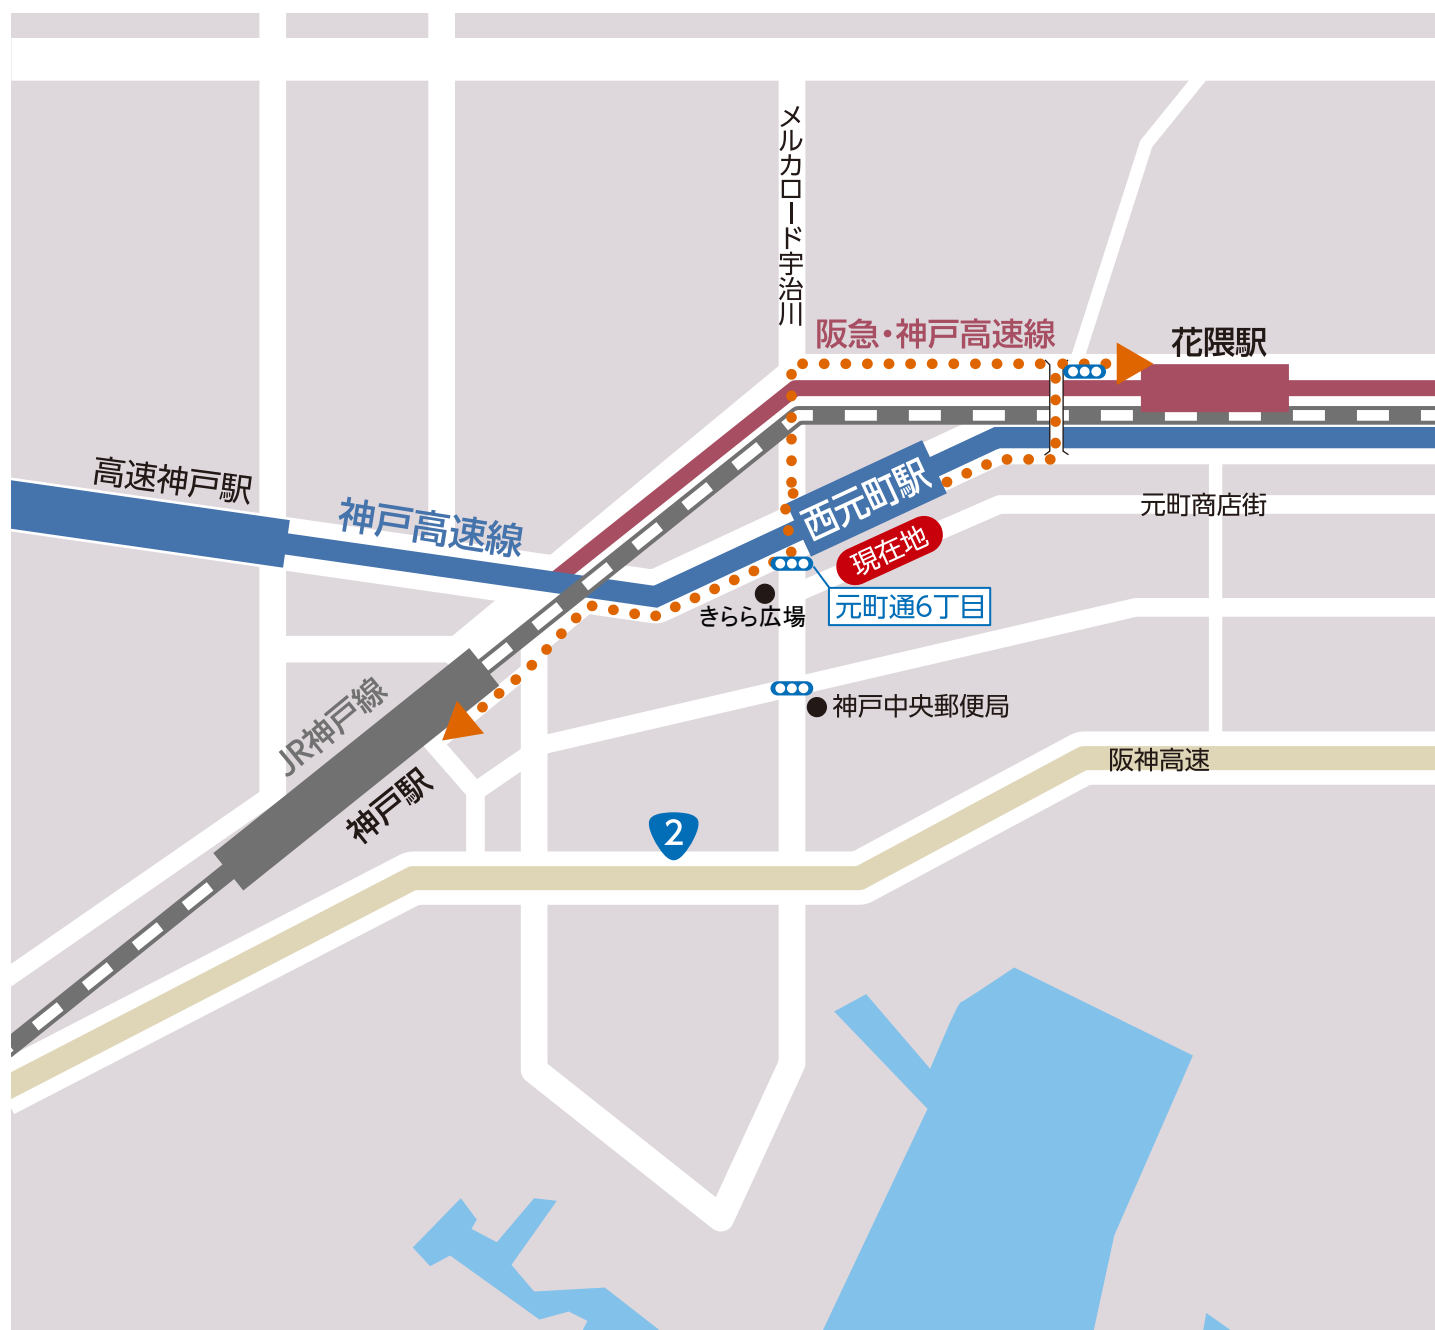 メルカロード宇治川
阪急・神戸高速線
花隈駅
高速神戸駅
神戸高速線
西元町駅
元町商店街
現在地
元町通6丁目
きらら広場
JR神戸線
神戸中央郵便局
阪神高速
神戸駅
2